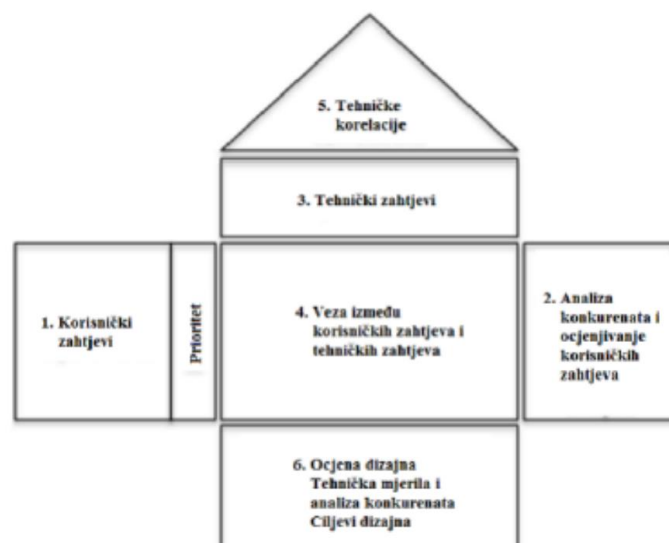 5. Tehničke
korelacije
3. Tehnički zahtjevi
1. Korisnički
zahtjevi
Prioritet
4. Veza između
korisničkih zahtjeva i
tehničkih zahtjeva
2. Analiza
konkurenata i
ocjenjivanje
korisničkih
zahtjeva
6. Ocjena dizajna
Tehnička mjerila i
analiza konkurenata
Ciljevi dizajna